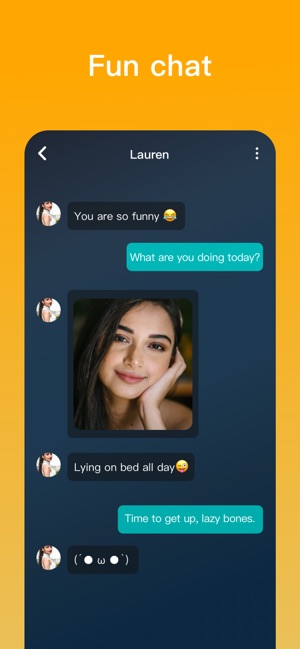 Fun chat
Lauren
You are so funny 😂
What are you doing today?
Lying on bed all day😜
Time to get up, lazy bones.
(´● ω ●`)